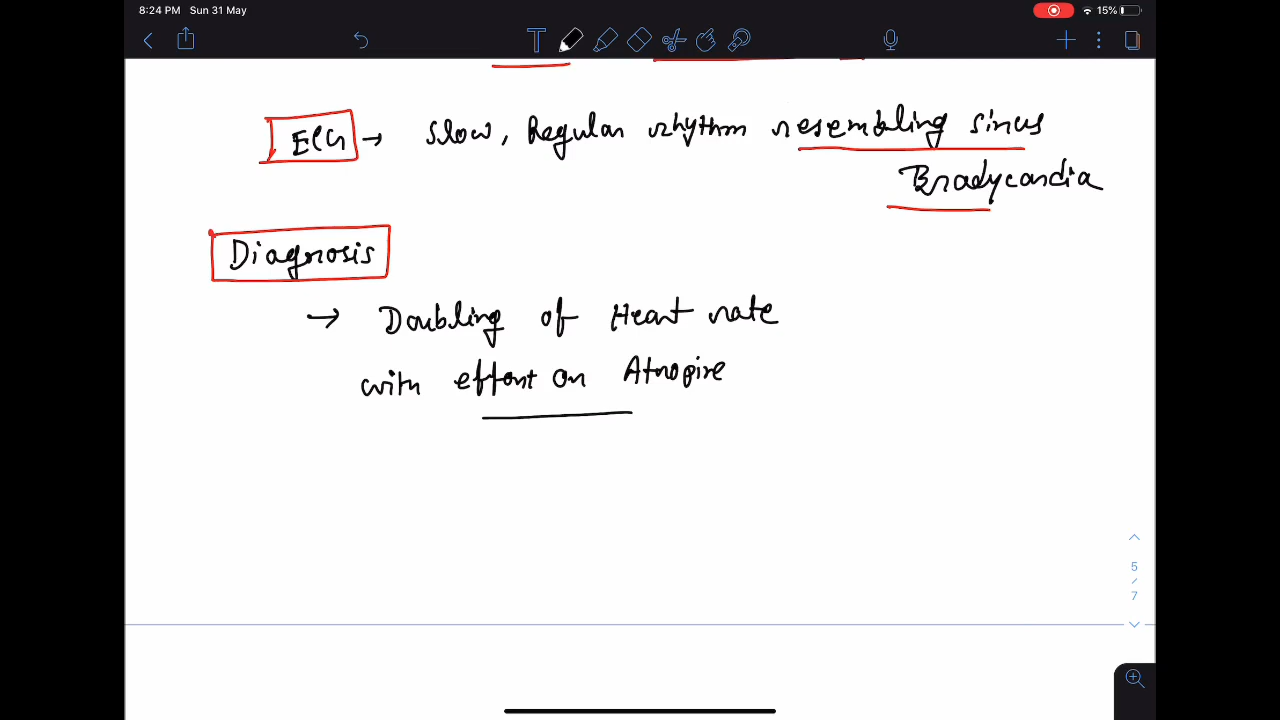 8:24 PM Sun 31 May
15%
T
ECG → Slow, Regular rhythm resembling sinus
Bradycardia
Diagnosis
→ Doubling of Heart rate
with effort on Atropine
5
/
7